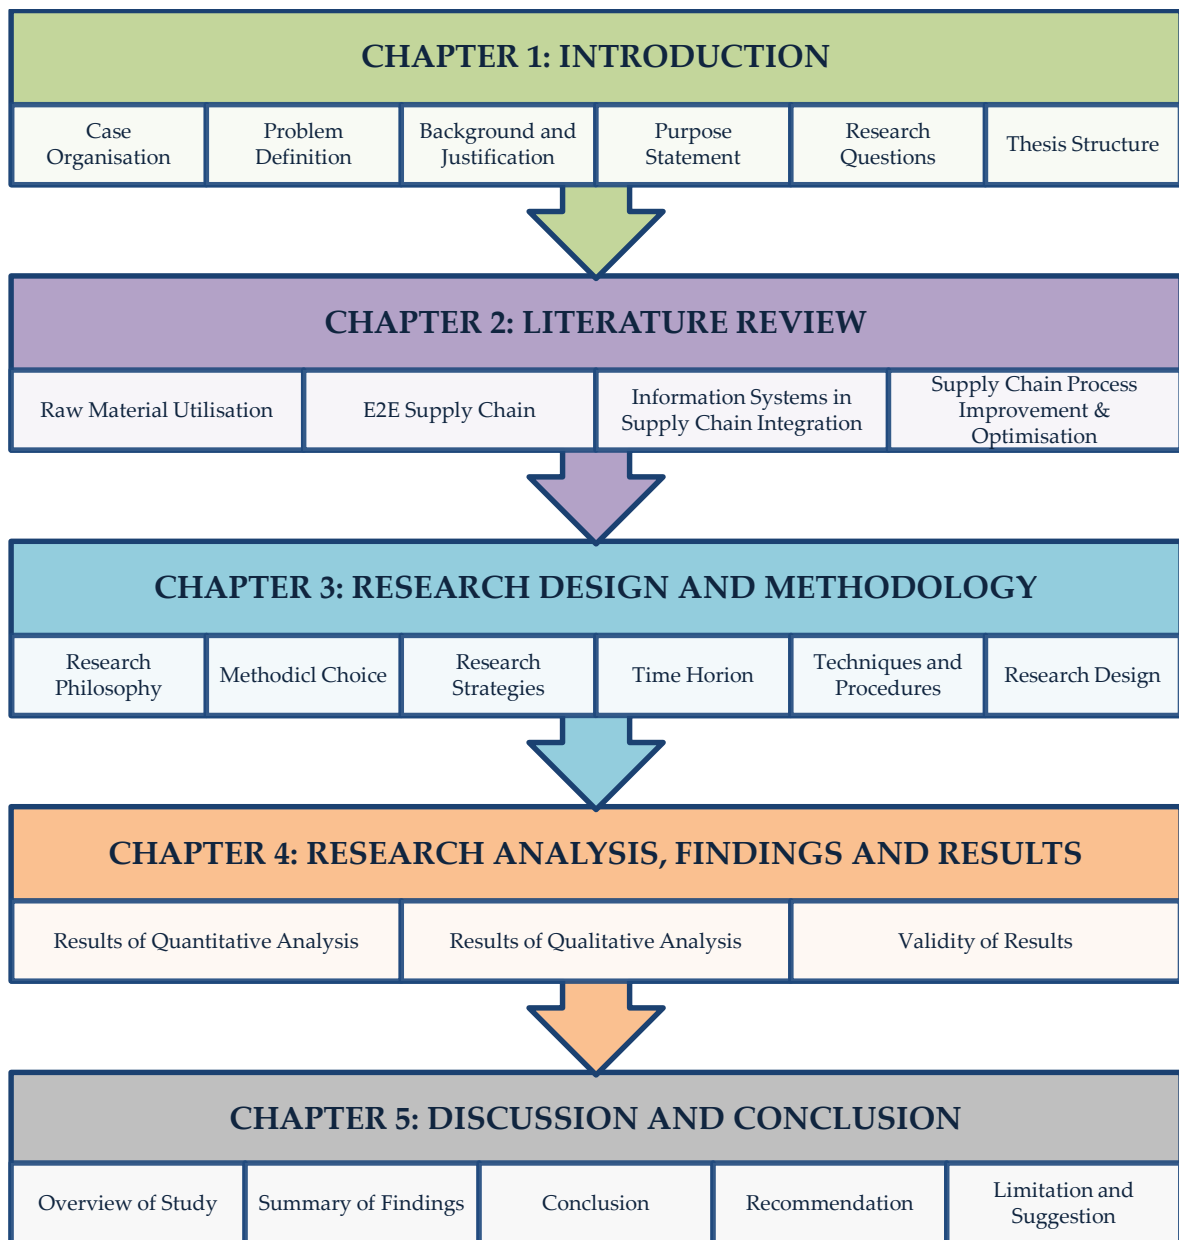 CHAPTER 1: INTRODUCTION
Case
Organisation
Problem
Definition
Background and
Justification
Purpose
Statement
Research
Questions
Thesis Structure
CHAPTER 2: LITERATURE REVIEW
Raw Material Utilisation
E2E Supply Chain
Information Systems in
Supply Chain Integration
Supply Chain Process
Improvement &
Optimisation
CHAPTER 3: RESEARCH DESIGN AND METHODOLOGY
Research
Philosophy
Methodicl Choice
Research
Strategies
Time Horion
Techniques and
Procedures
Research Design
CHAPTER 4: RESEARCH ANALYSIS, FINDINGS AND RESULTS
Results of Quantitative Analysis
Results of Qualitative Analysis
Validity of Results
CHAPTER 5: DISCUSSION AND CONCLUSION
Overview of Study
Summary of Findings
Conclusion
Recommendation
Limitation and
Suggestion